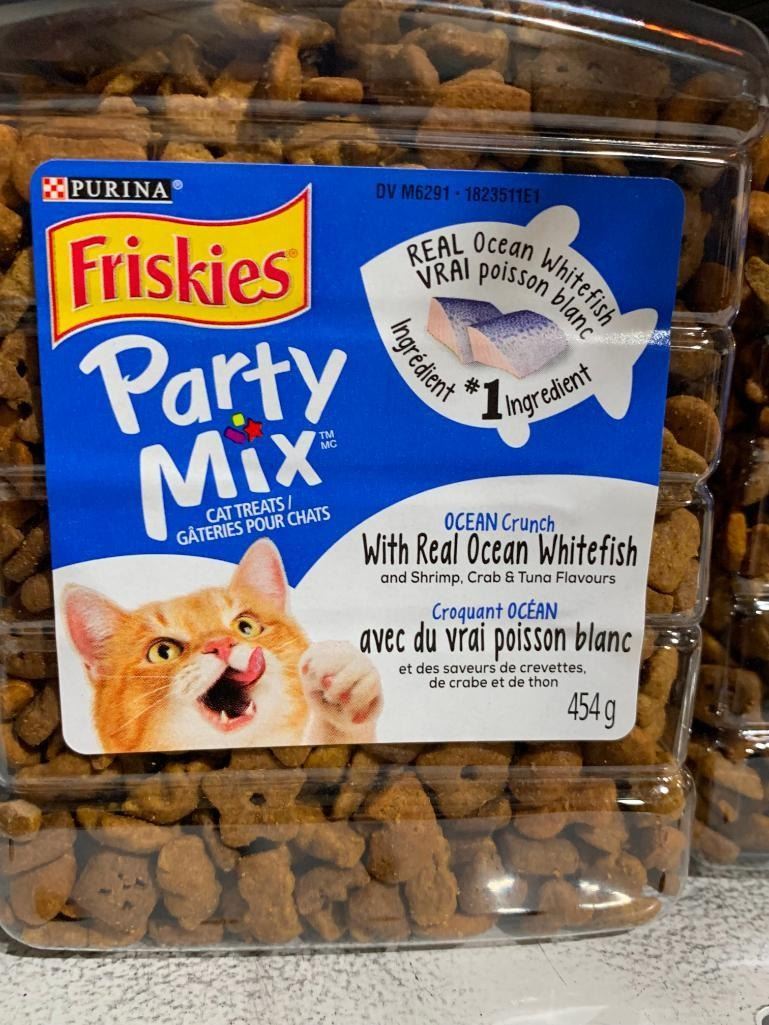 PURINA®
DV M6291 - 1823511E1
Friskies®
Party
Mix™ MC
CAT TREATS /
GÂTERIES POUR CHATS
REAL Ocean Whitefish
VRAI poisson blanc
Ingrédient #1 Ingredient
OCEAN Crunch
With Real Ocean Whitefish
and Shrimp, Crab & Tuna Flavours
Croquant OCÉAN
avec du vrai poisson blanc
et des saveurs de crevettes,
de crabe et de thon
454 g